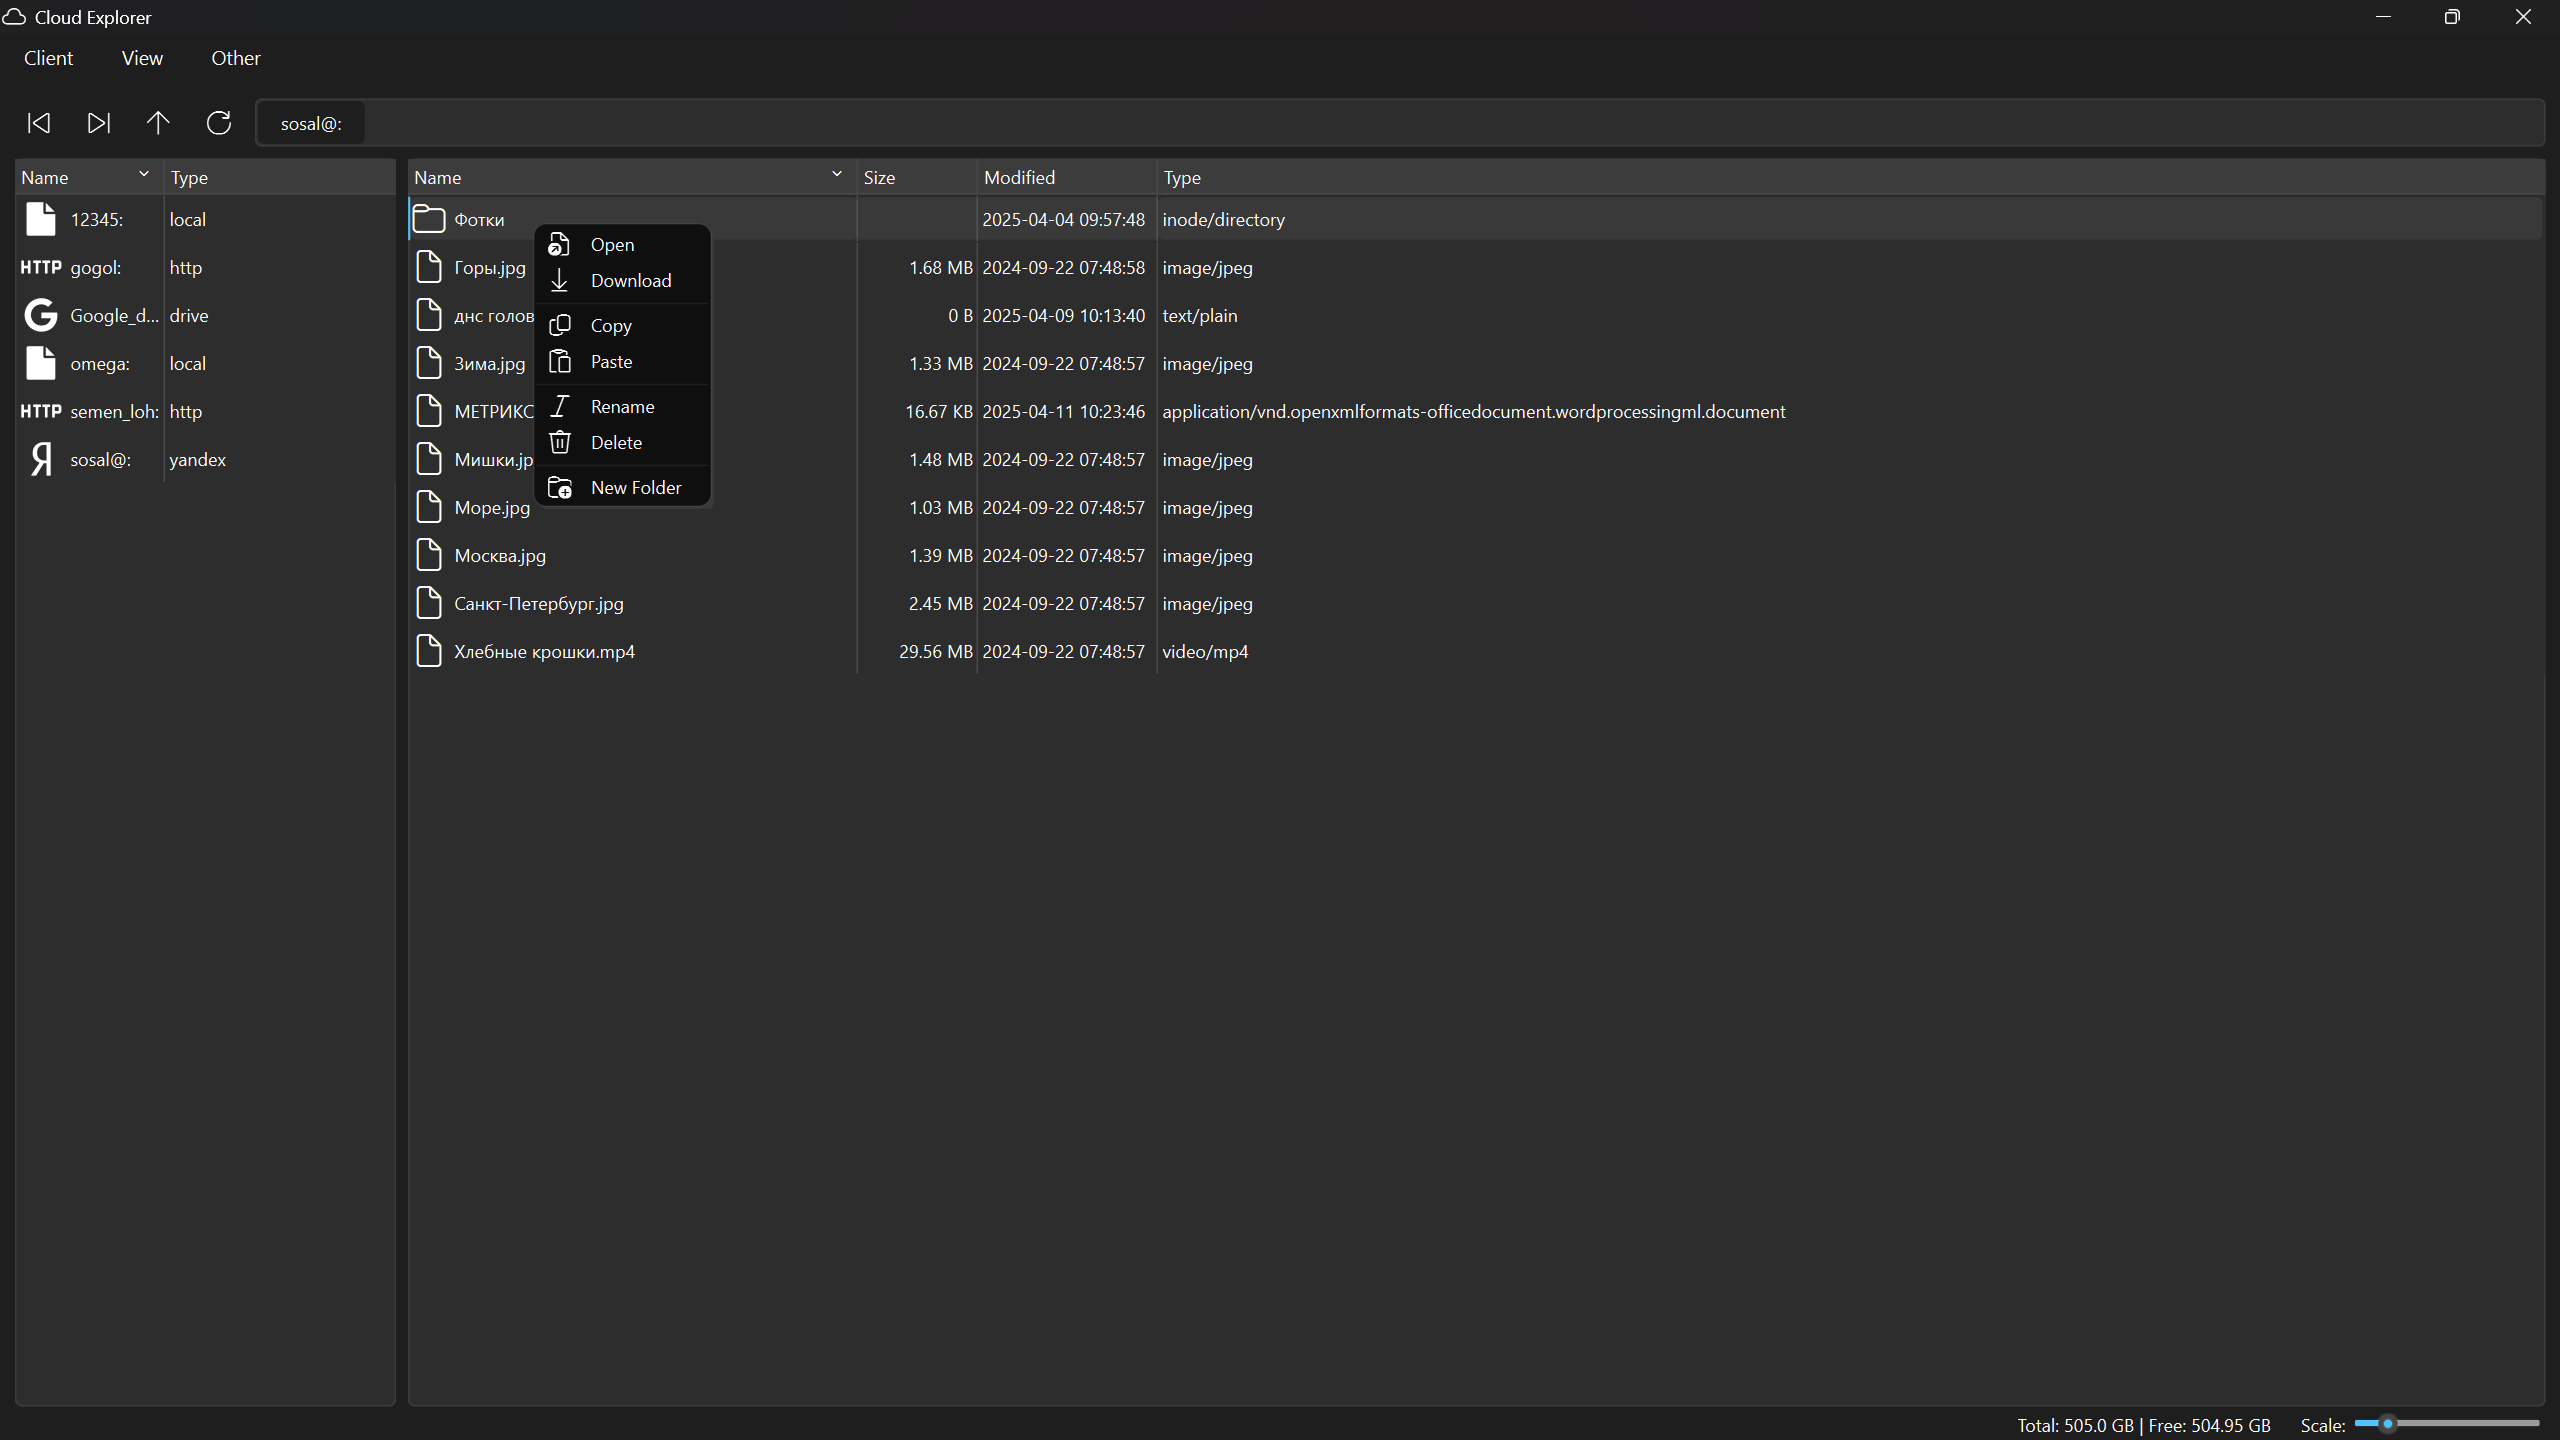 Cloud Explorer
Client View Other
sosal@:
Name Type
12345: local
HTTP gogol: http
Google_d... drive
omega: local
HTTP semen_loh: http
Я sosal@: yandex
Name Size Modified Type
Фотки 2025-04-04 09:57:48 inode/directory
Горы.jpg 1.68 MB 2024-09-22 07:48:58 image/jpeg
днс голов 0 B 2025-04-09 10:13:40 text/plain
Зима.jpg 1.33 MB 2024-09-22 07:48:57 image/jpeg
МЕТРИКС 16.67 KB 2025-04-11 10:23:46 application/vnd.openxmlformats-officedocument.wordprocessingml.document
Мишки.jp 1.48 MB 2024-09-22 07:48:57 image/jpeg
Море.jpg 1.03 MB 2024-09-22 07:48:57 image/jpeg
Москва.jpg 1.39 MB 2024-09-22 07:48:57 image/jpeg
Санкт-Петербург.jpg 2.45 MB 2024-09-22 07:48:57 image/jpeg
Хлебные крошки.mp4 29.56 MB 2024-09-22 07:48:57 video/mp4
Open
Download
Copy
Paste
Rename
Delete
New Folder
Total: 505.0 GB | Free: 504.95 GB Scale: